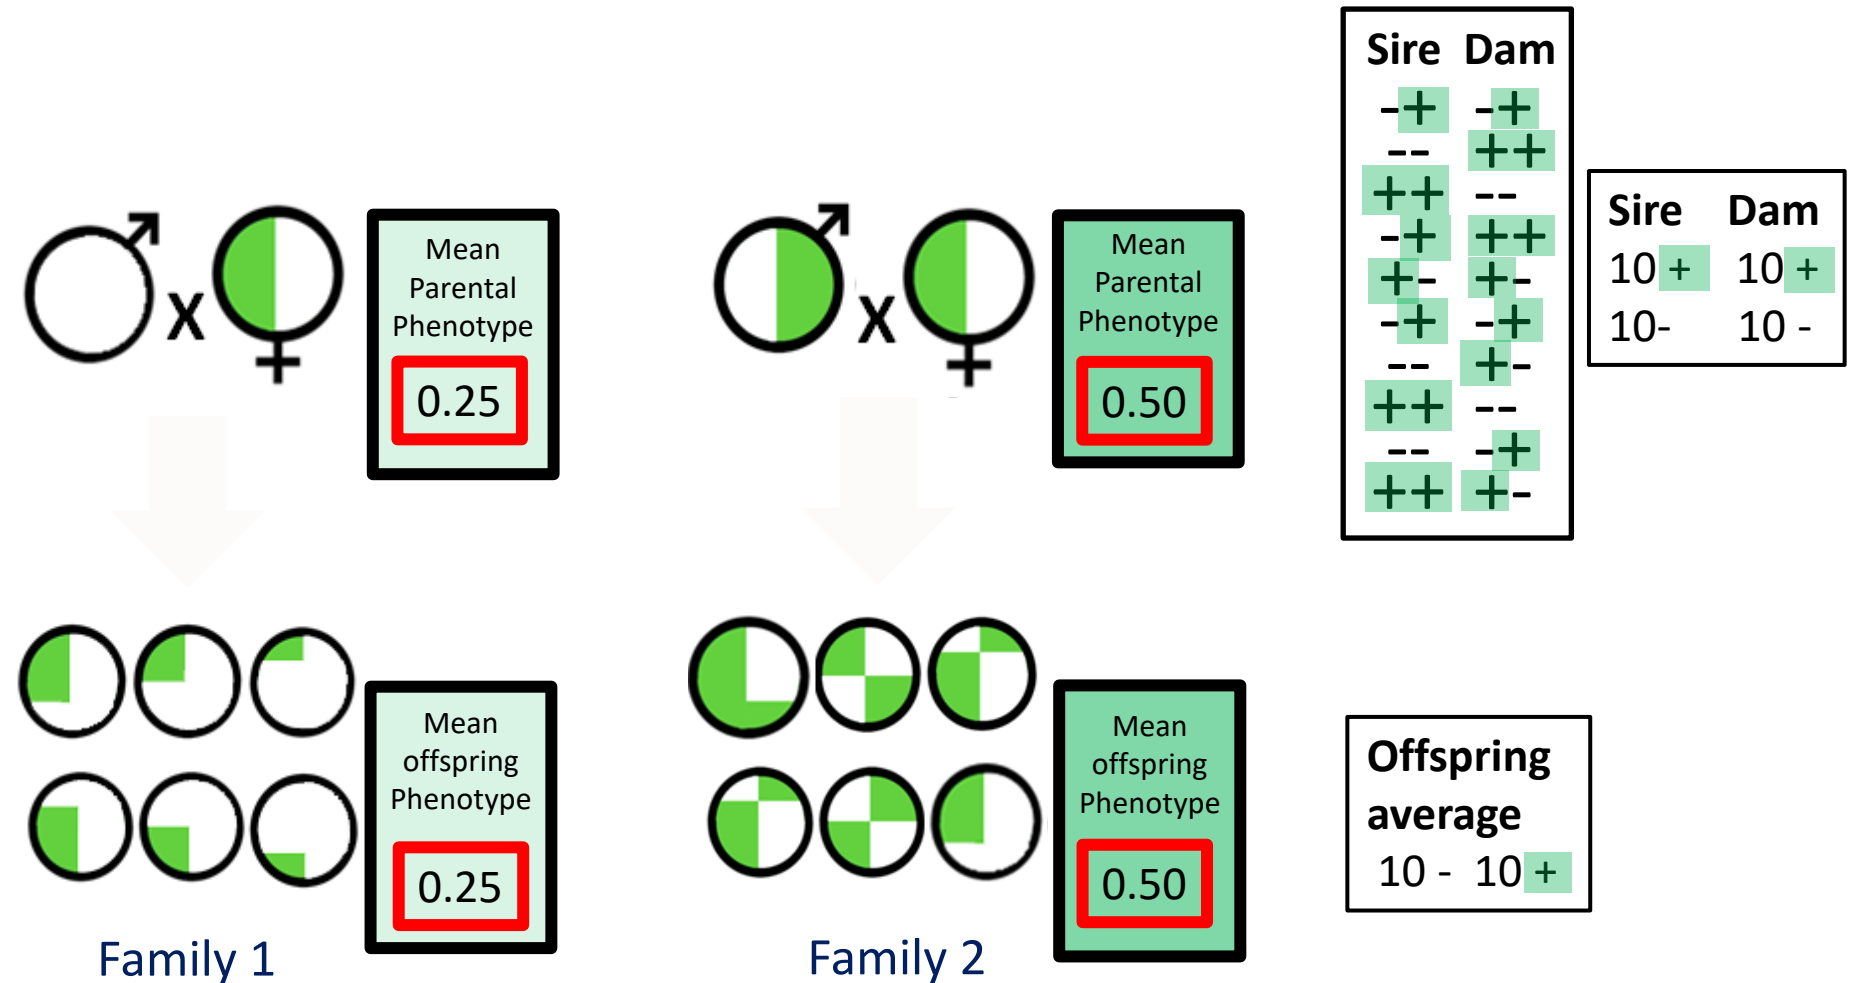 X
Mean
Parental
Phenotype
0.25
Mean
offspring
Phenotype
0.25
Family 1
X
Mean
Parental
Phenotype
0.50
Mean
offspring
Phenotype
0.50
Family 2
Sire Dam
-+ -+
-- ++
++ --
-+ ++
+- +-
-+ -+
-- +-
++ --
-- -+
++ +-
Sire Dam
10 + 10 +
10- 10 -
Offspring
average
10 - 10 +